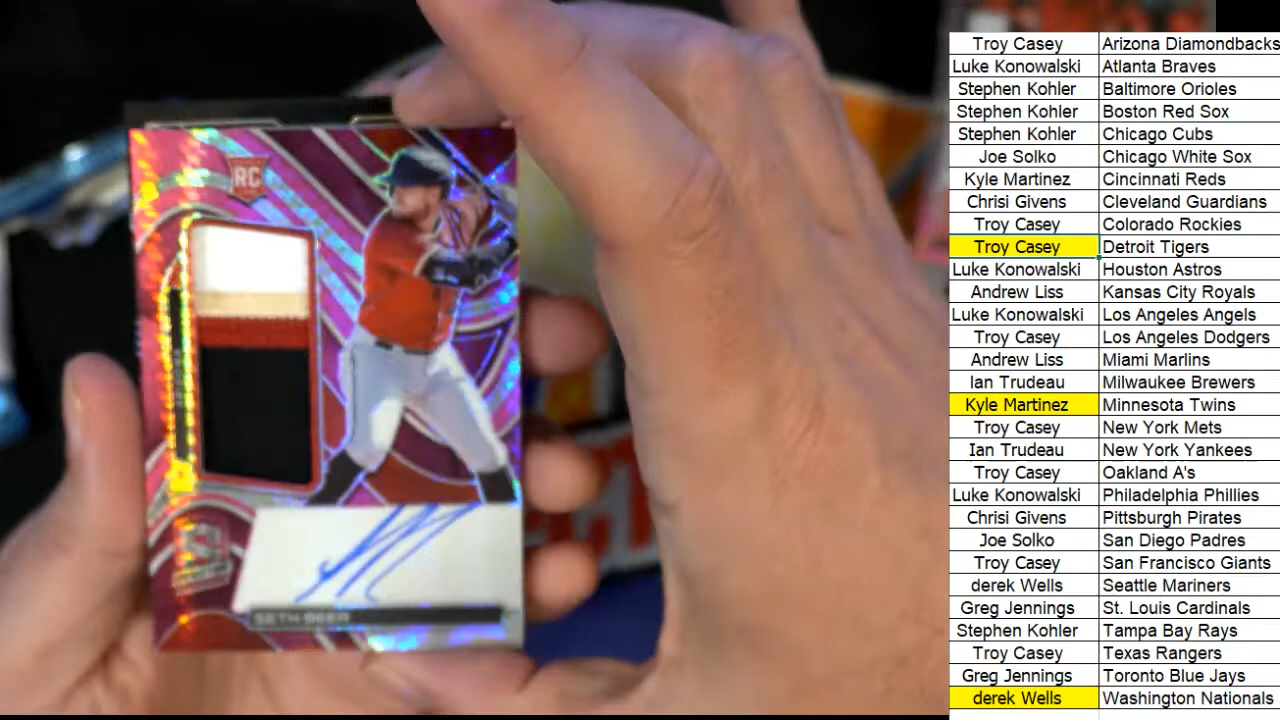 RC
SETH BEER
Troy Casey Arizona Diamondbacks
Luke Konowalski Atlanta Braves
Stephen Kohler Baltimore Orioles
Stephen Kohler Boston Red Sox
Stephen Kohler Chicago Cubs
Joe Solko Chicago White Sox
Kyle Martinez Cincinnati Reds
Chrisi Givens Cleveland Guardians
Troy Casey Colorado Rockies
Troy Casey Detroit Tigers
Luke Konowalski Houston Astros
Andrew Liss Kansas City Royals
Luke Konowalski Los Angeles Angels
Troy Casey Los Angeles Dodgers
Andrew Liss Miami Marlins
Ian Trudeau Milwaukee Brewers
Kyle Martinez Minnesota Twins
Troy Casey New York Mets
Ian Trudeau New York Yankees
Troy Casey Oakland A's
Luke Konowalski Philadelphia Phillies
Chrisi Givens Pittsburgh Pirates
Joe Solko San Diego Padres
Troy Casey San Francisco Giants
derek Wells Seattle Mariners
Greg Jennings St. Louis Cardinals
Stephen Kohler Tampa Bay Rays
Troy Casey Texas Rangers
Greg Jennings Toronto Blue Jays
derek Wells Washington Nationals